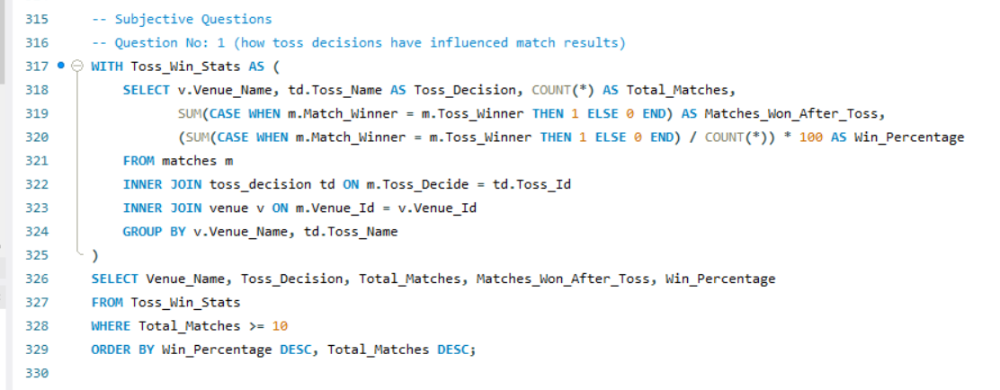 315 -- Subjective Questions
316 -- Question No: 1 (how toss decisions have influenced match results)
317 WITH Toss_Win_Stats AS (
318 SELECT v.Venue_Name, td.Toss_Name AS Toss_Decision, COUNT(*) AS Total_Matches,
319 SUM(CASE WHEN m.Match_Winner = m.Toss_Winner THEN 1 ELSE 0 END) AS Matches_Won_After_Toss,
320 (SUM(CASE WHEN m.Match_Winner = m.Toss_Winner THEN 1 ELSE 0 END) / COUNT(*)) * 100 AS Win_Percentage
321 FROM matches m
322 INNER JOIN toss_decision td ON m.Toss_Decide = td.Toss_Id
323 INNER JOIN venue v ON m.Venue_Id = v.Venue_Id
324 GROUP BY v.Venue_Name, td.Toss_Name
325 )
326 SELECT Venue_Name, Toss_Decision, Total_Matches, Matches_Won_After_Toss, Win_Percentage
327 FROM Toss_Win_Stats
328 WHERE Total_Matches >= 10
329 ORDER BY Win_Percentage DESC, Total_Matches DESC;
330